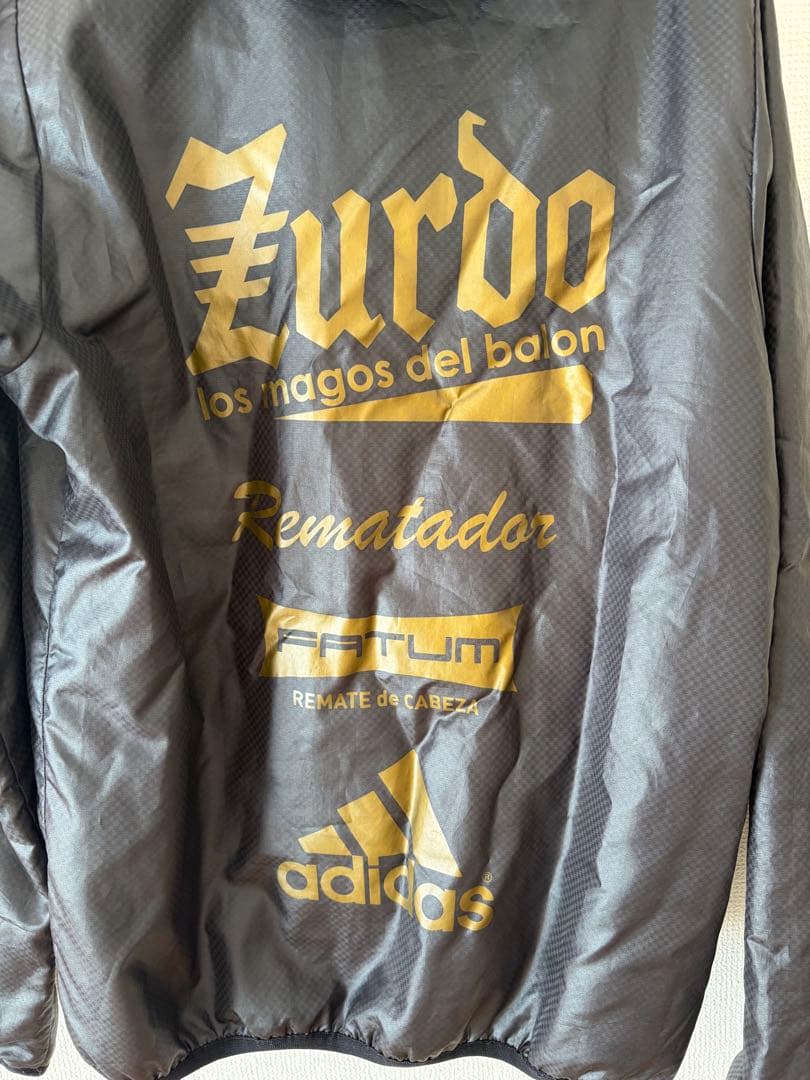 Zurdo
los magos del balon
Rematador
FATUM
REMATE de CABEZA
adidas®